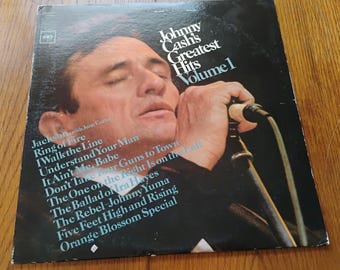 Johnny
Cash's
Greatest
Hits
Volume 1
Jackson
Ring of Fire
I Walk the Line
Understand Your Man
It Ain't Me, Babe
Don't Take Your Guns to Town
The One on the Right Is on the Left
The Ballad of Ira Hayes
The Rebel-Johnny Yuma
Five Feet High and Rising
Orange Blossom Special